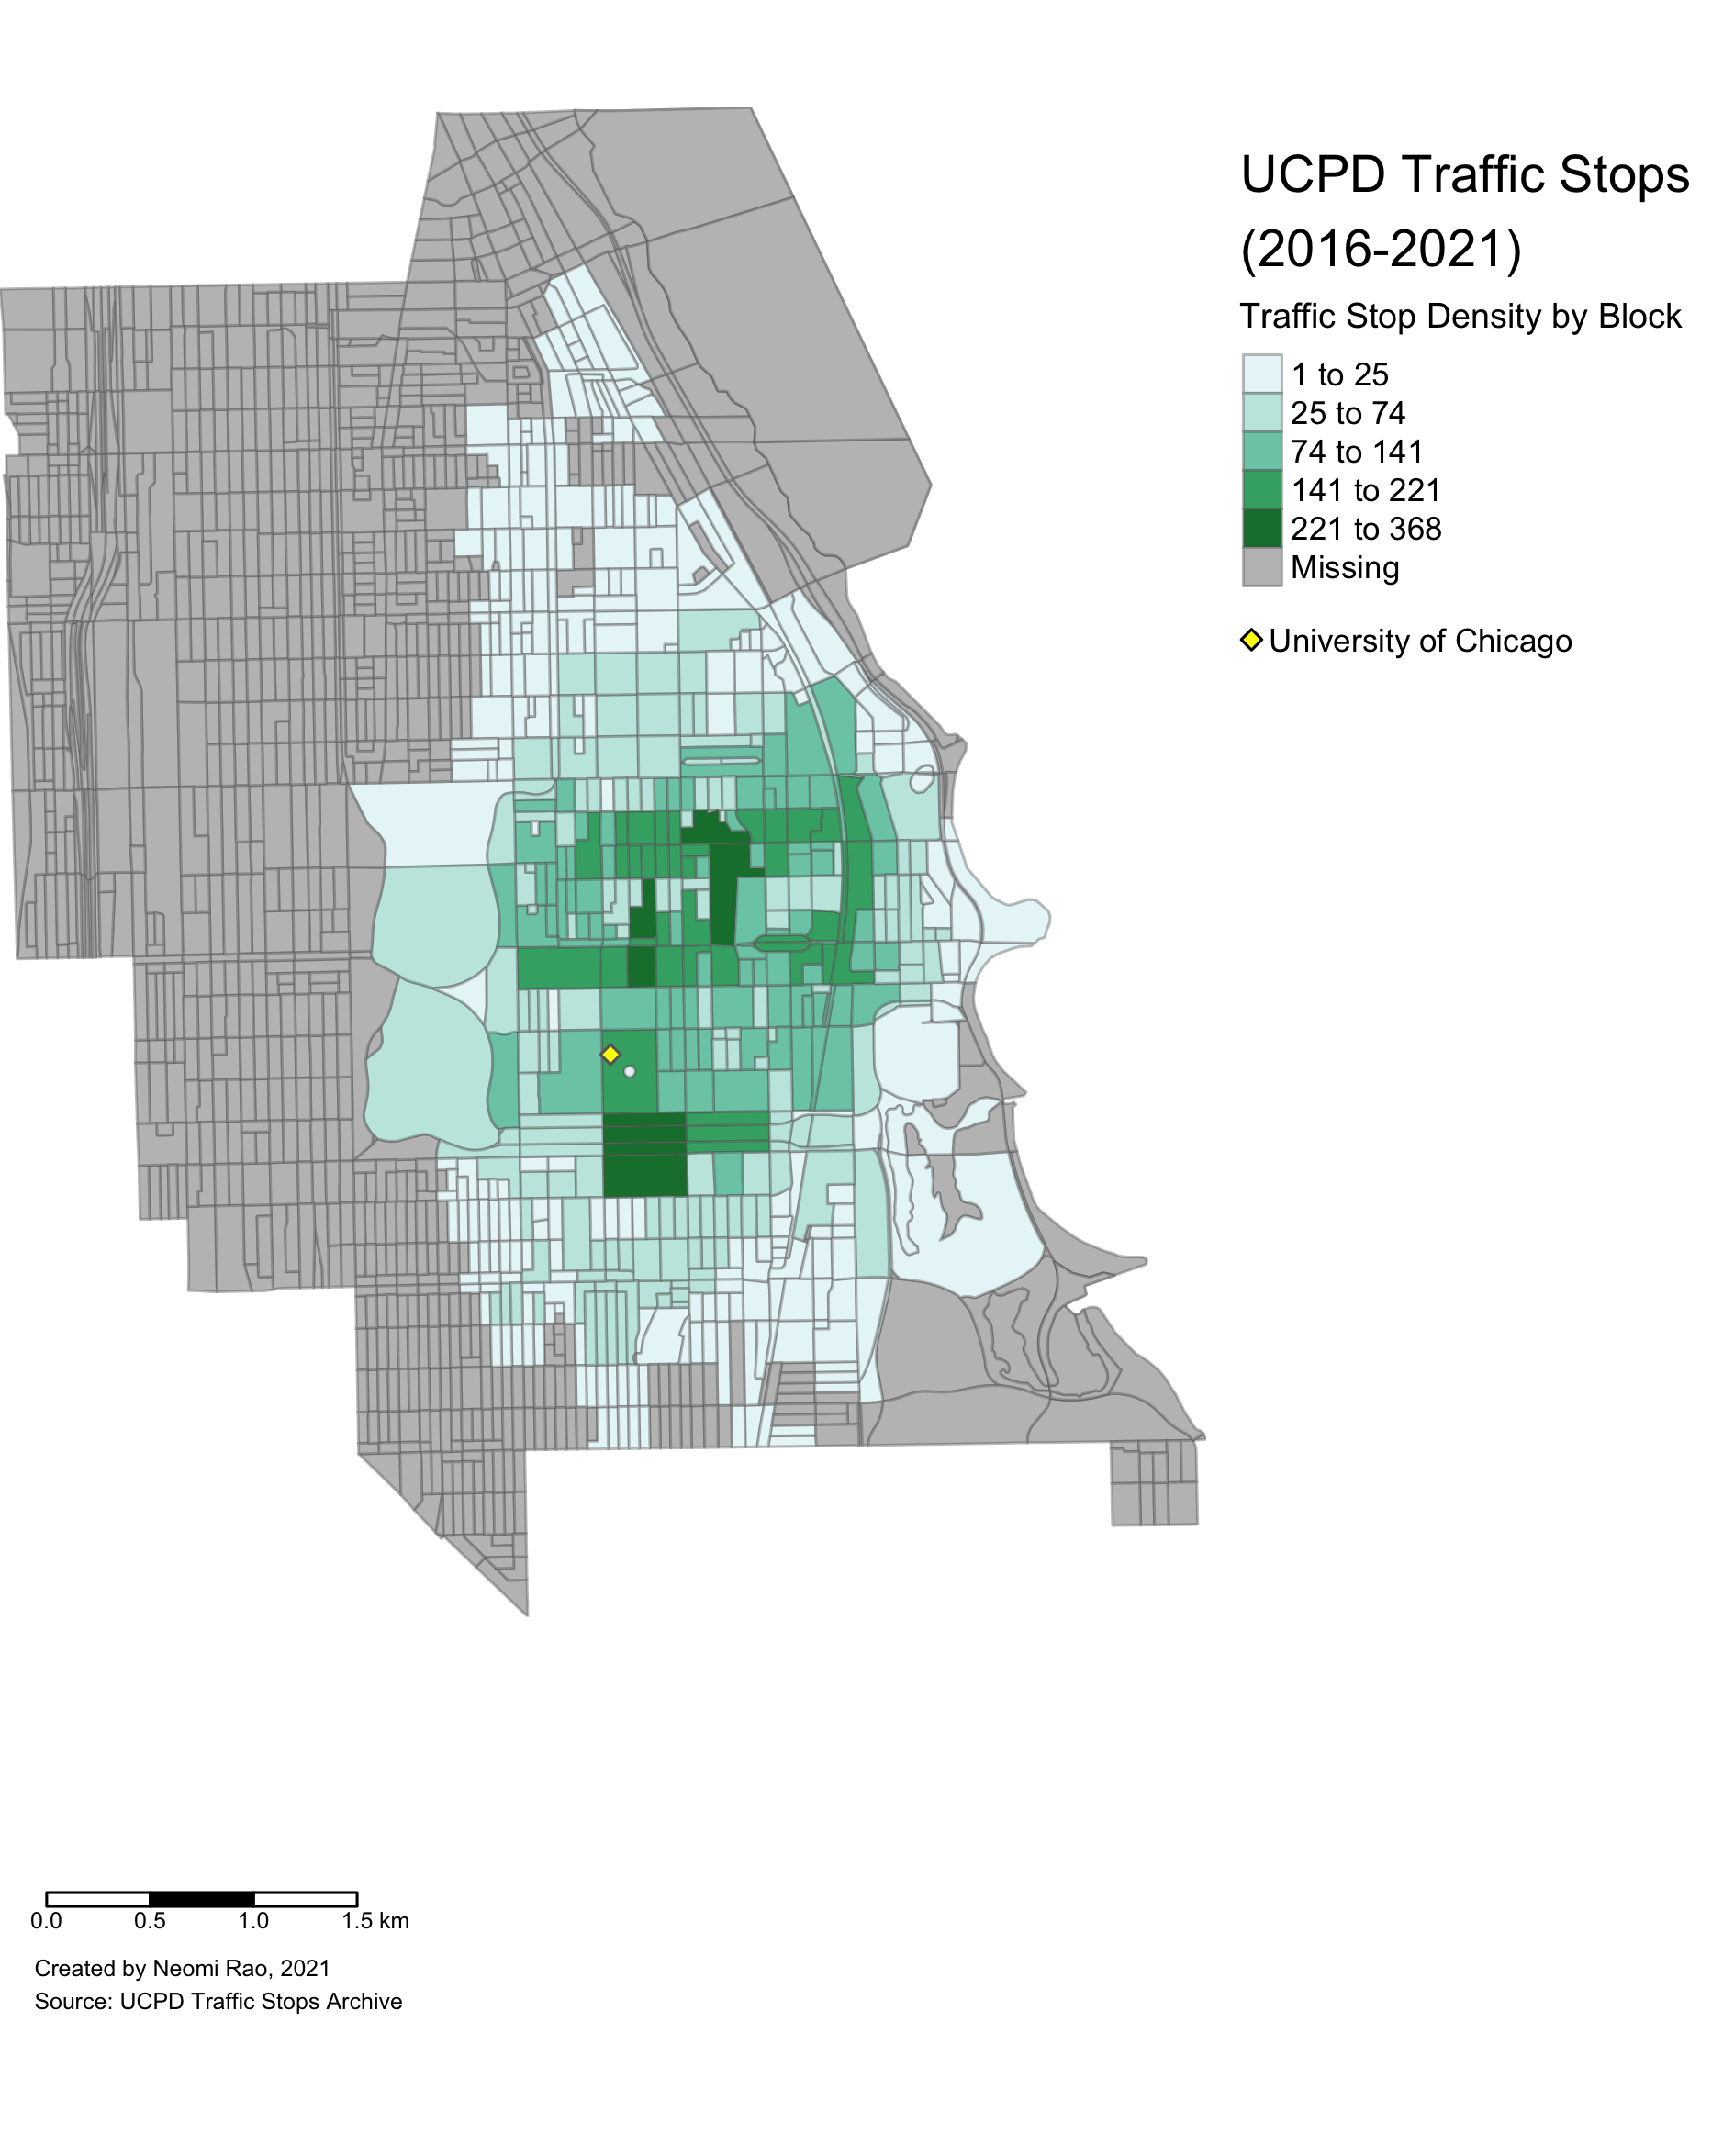 UCPD Traffic Stops
(2016-2021)
Traffic Stop Density by Block
1 to 25
25 to 74
74 to 141
141 to 221
221 to 368
Missing
University of Chicago
0.0 0.5 1.0 1.5 km
Created by Neomi Rao, 2021
Source: UCPD Traffic Stops Archive